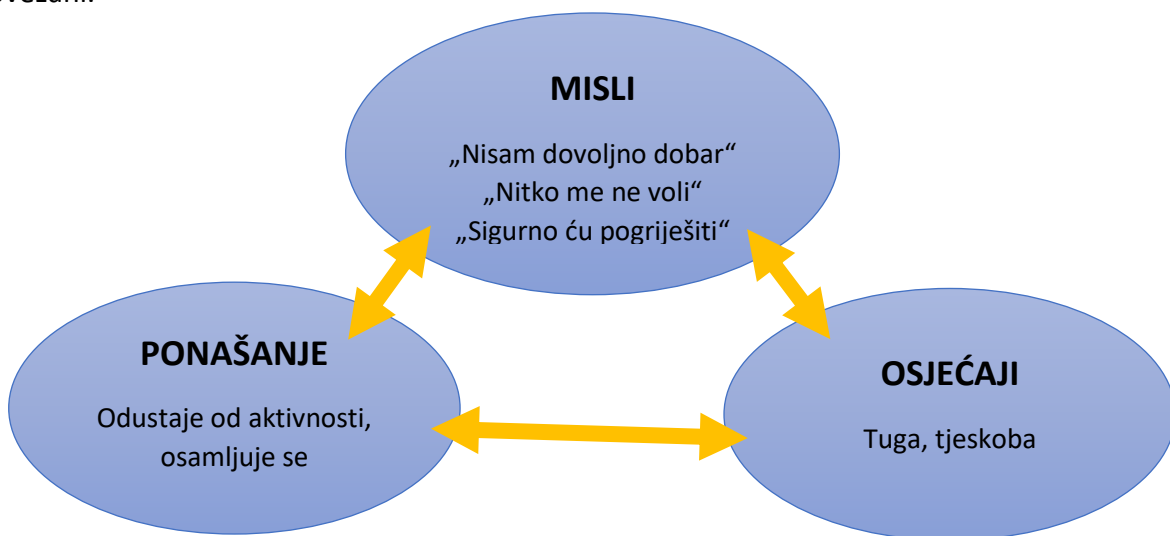 MISLI
„Nisam dovoljno dobar“
„Nitko me ne voli“
„Sigurno ću pogriješiti“
PONAŠANJE
Odustaje od aktivnosti,
osamljuje se
OSJEĆAJI
Tuga, tjeskoba